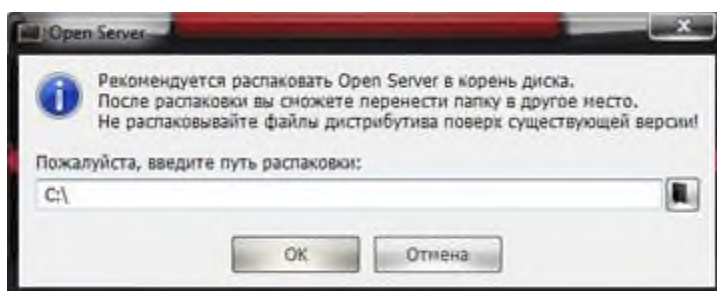 Open Server
Рекомендуется распаковать Open Server в корень диска.
После распаковки вы сможете перенести папку в другое место.
Не распаковывайте файлы дистрибутива поверх существующей версии!
Пожалуйста, введите путь распаковки:
C:\
OK
Отмена